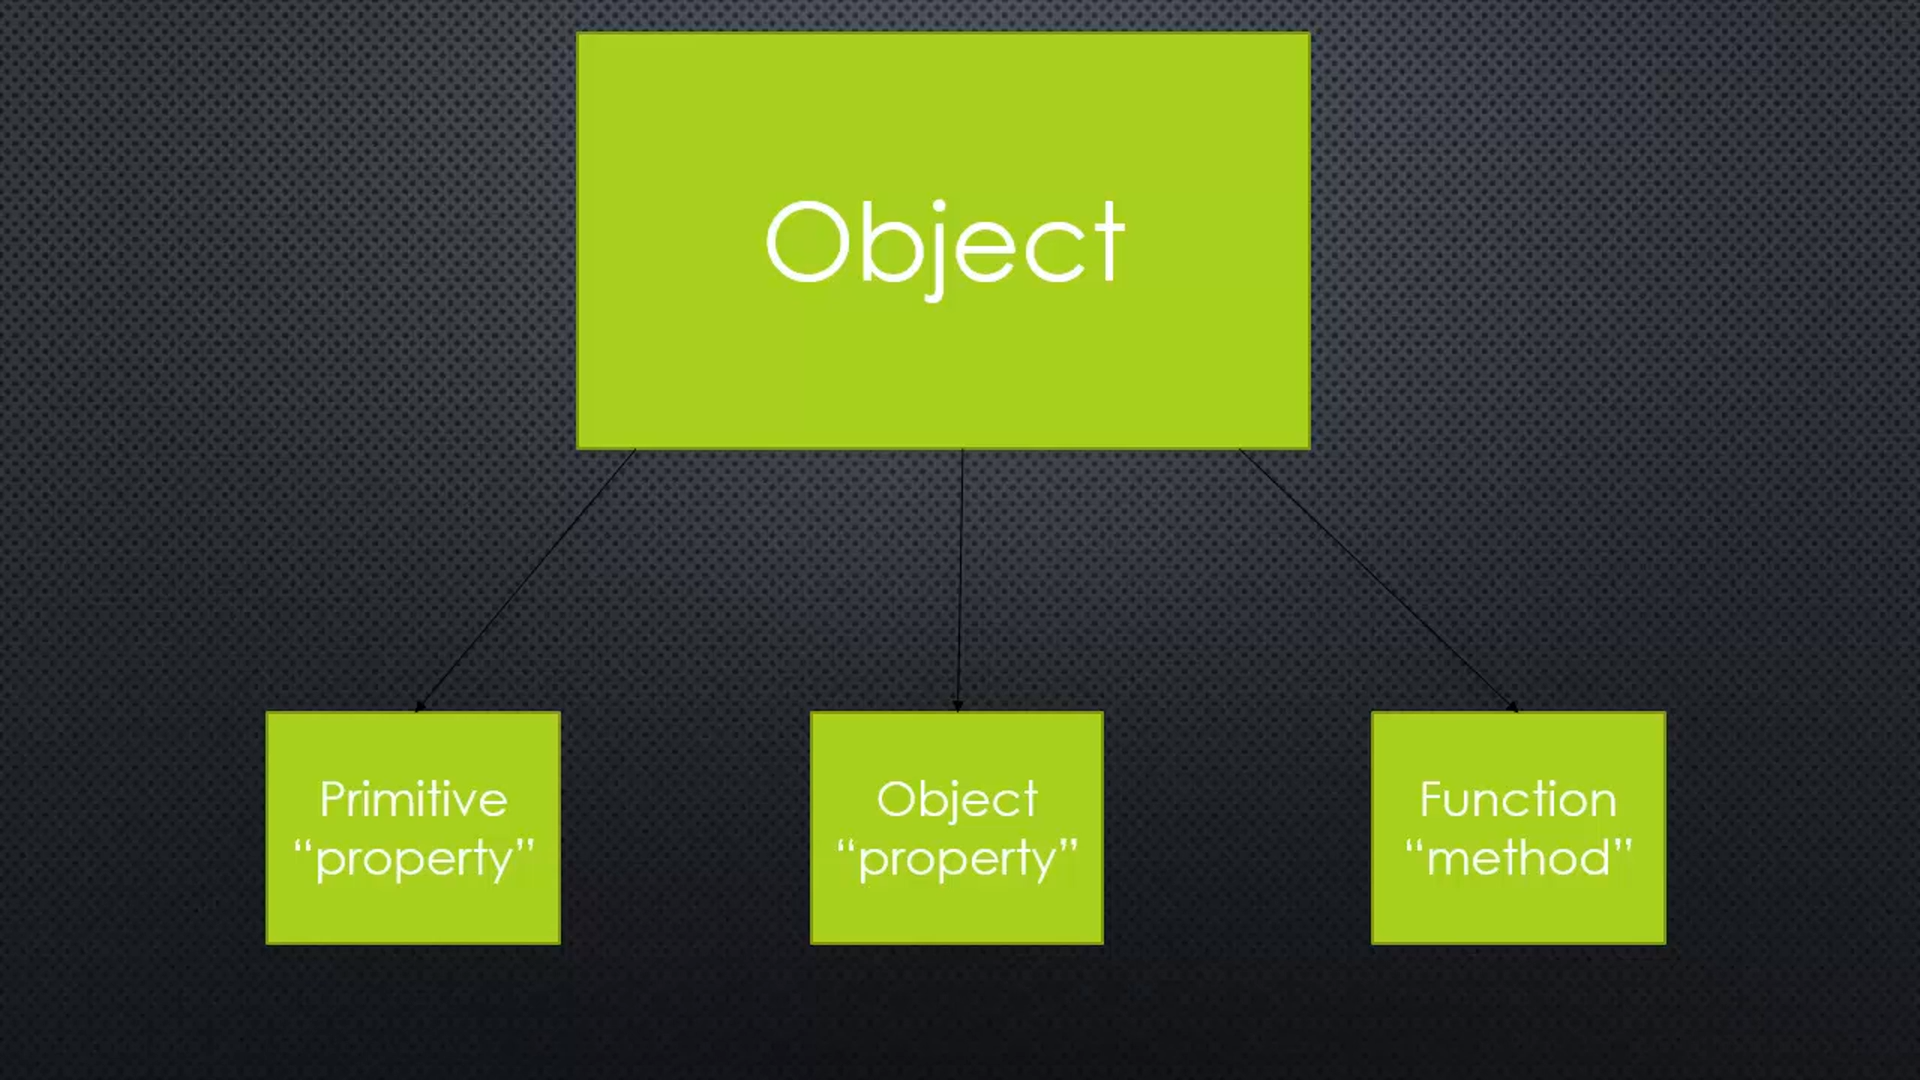 Object
Primitive
“property”
Object
“property”
Function
“method”